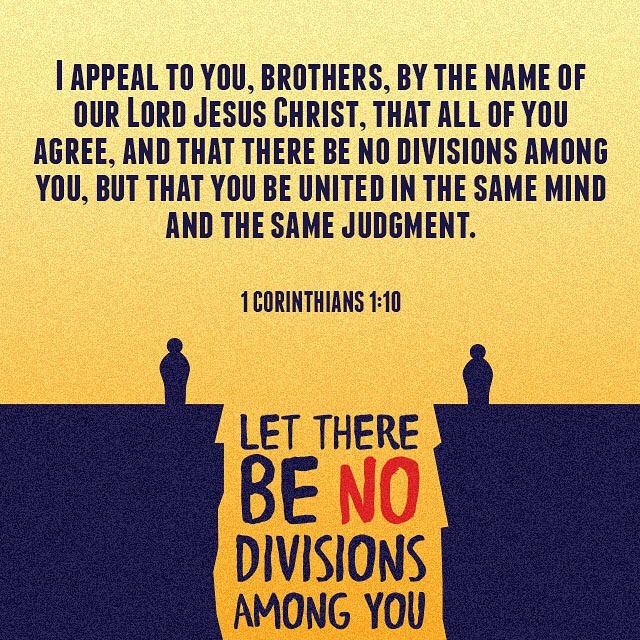 I APPEAL TO YOU, BROTHERS, BY THE NAME OF
OUR LORD JESUS CHRIST, THAT ALL OF YOU
AGREE, AND THAT THERE BE NO DIVISIONS AMONG
YOU, BUT THAT YOU BE UNITED IN THE SAME MIND
AND THE SAME JUDGMENT.
1 CORINTHIANS 1:10
LET THERE
BE NO
DIVISIONS
AMONG YOU